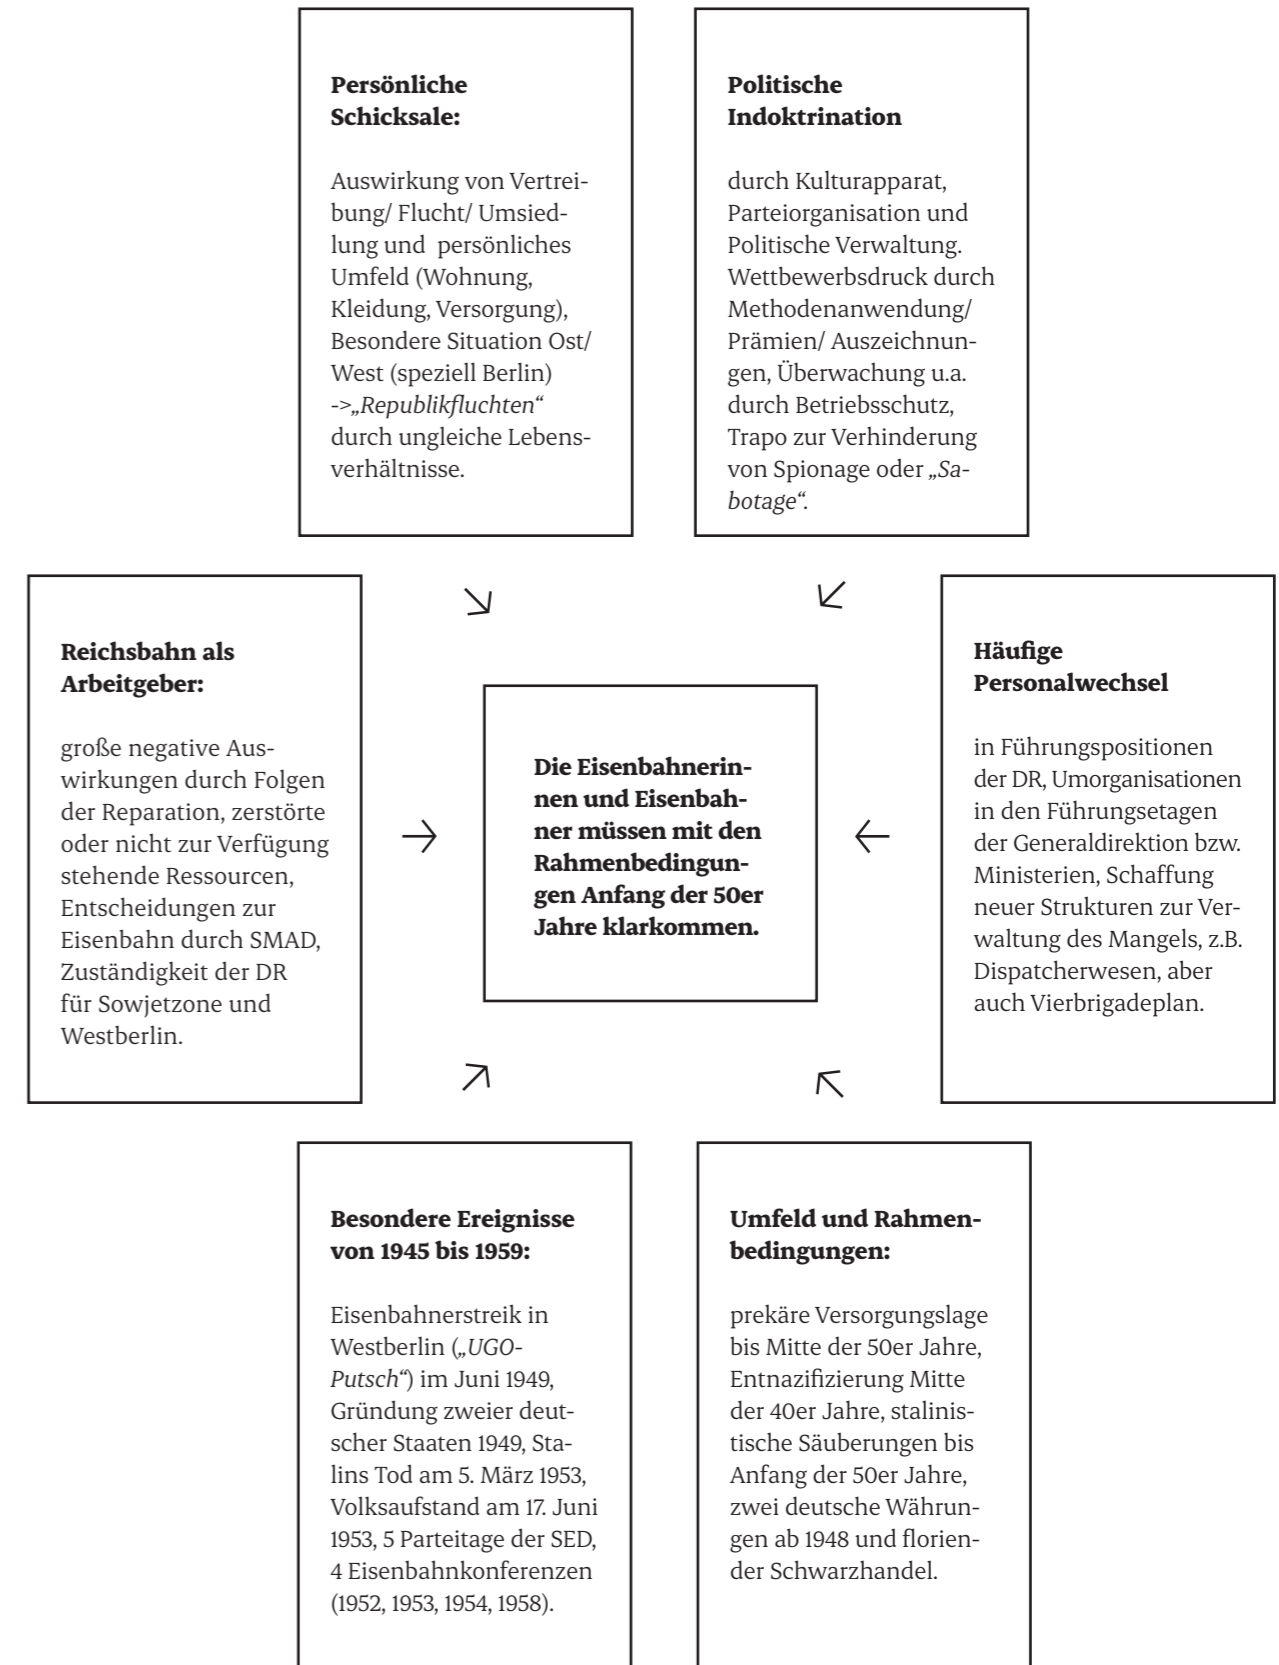 Persönliche
Schicksale:
Auswirkung von Vertrei-
bung/ Flucht/ Umsied-
lung und  persönliches
Umfeld (Wohnung,
Kleidung, Versorgung),
Besondere Situation Ost/
West (speziell Berlin)
->„Republikfluchten“
durch ungleiche Lebens-
verhältnisse.
Politische
Indoktrination
durch Kulturapparat,
Parteiorganisation und
Politische Verwaltung.
Wettbewerbsdruck durch
Methodenanwendung/
Prämien/ Auszeichnun-
gen, Überwachung u.a.
durch Betriebsschutz,
Trapo zur Verhinderung
von Spionage oder „Sa-
botage“.
Reichsbahn als
Arbeitgeber:
große negative Aus-
wirkungen durch Folgen
der Reparation, zerstörte
oder nicht zur Verfügung
stehende Ressourcen,
Entscheidungen zur
Eisenbahn durch SMAD,
Zuständigkeit der DR
für Sowjetzone und
Westberlin.
Die Eisenbahnerin-
nen und Eisenbah-
ner müssen mit den
Rahmenbedingun-
gen Anfang der 50er
Jahre klarkommen.
Häufige
Personalwechsel
in Führungspositionen
der DR, Umorganisationen
in den Führungsetagen
der Generaldirektion bzw.
Ministerien, Schaffung
neuer Strukturen zur Ver-
waltung des Mangels, z.B.
Dispatcherwesen, aber
auch Vierbrigadeplan.
Besondere Ereignisse
von 1945 bis 1959:
Eisenbahnerstreik in
Westberlin („UGO-
Putsch“) im Juni 1949,
Gründung zweier deut-
scher Staaten 1949, Sta-
lins Tod am 5. März 1953,
Volksaufstand am 17. Juni
1953, 5 Parteitage der SED,
4 Eisenbahnkonferenzen
(1952, 1953, 1954, 1958).
Umfeld und Rahmen-
bedingungen:
prekäre Versorgungslage
bis Mitte der 50er Jahre,
Entnazifizierung Mitte
der 40er Jahre, stalinis-
tische Säuberungen bis
Anfang der 50er Jahre,
zwei deutsche Währun-
gen ab 1948 und florien-
der Schwarzhandel.